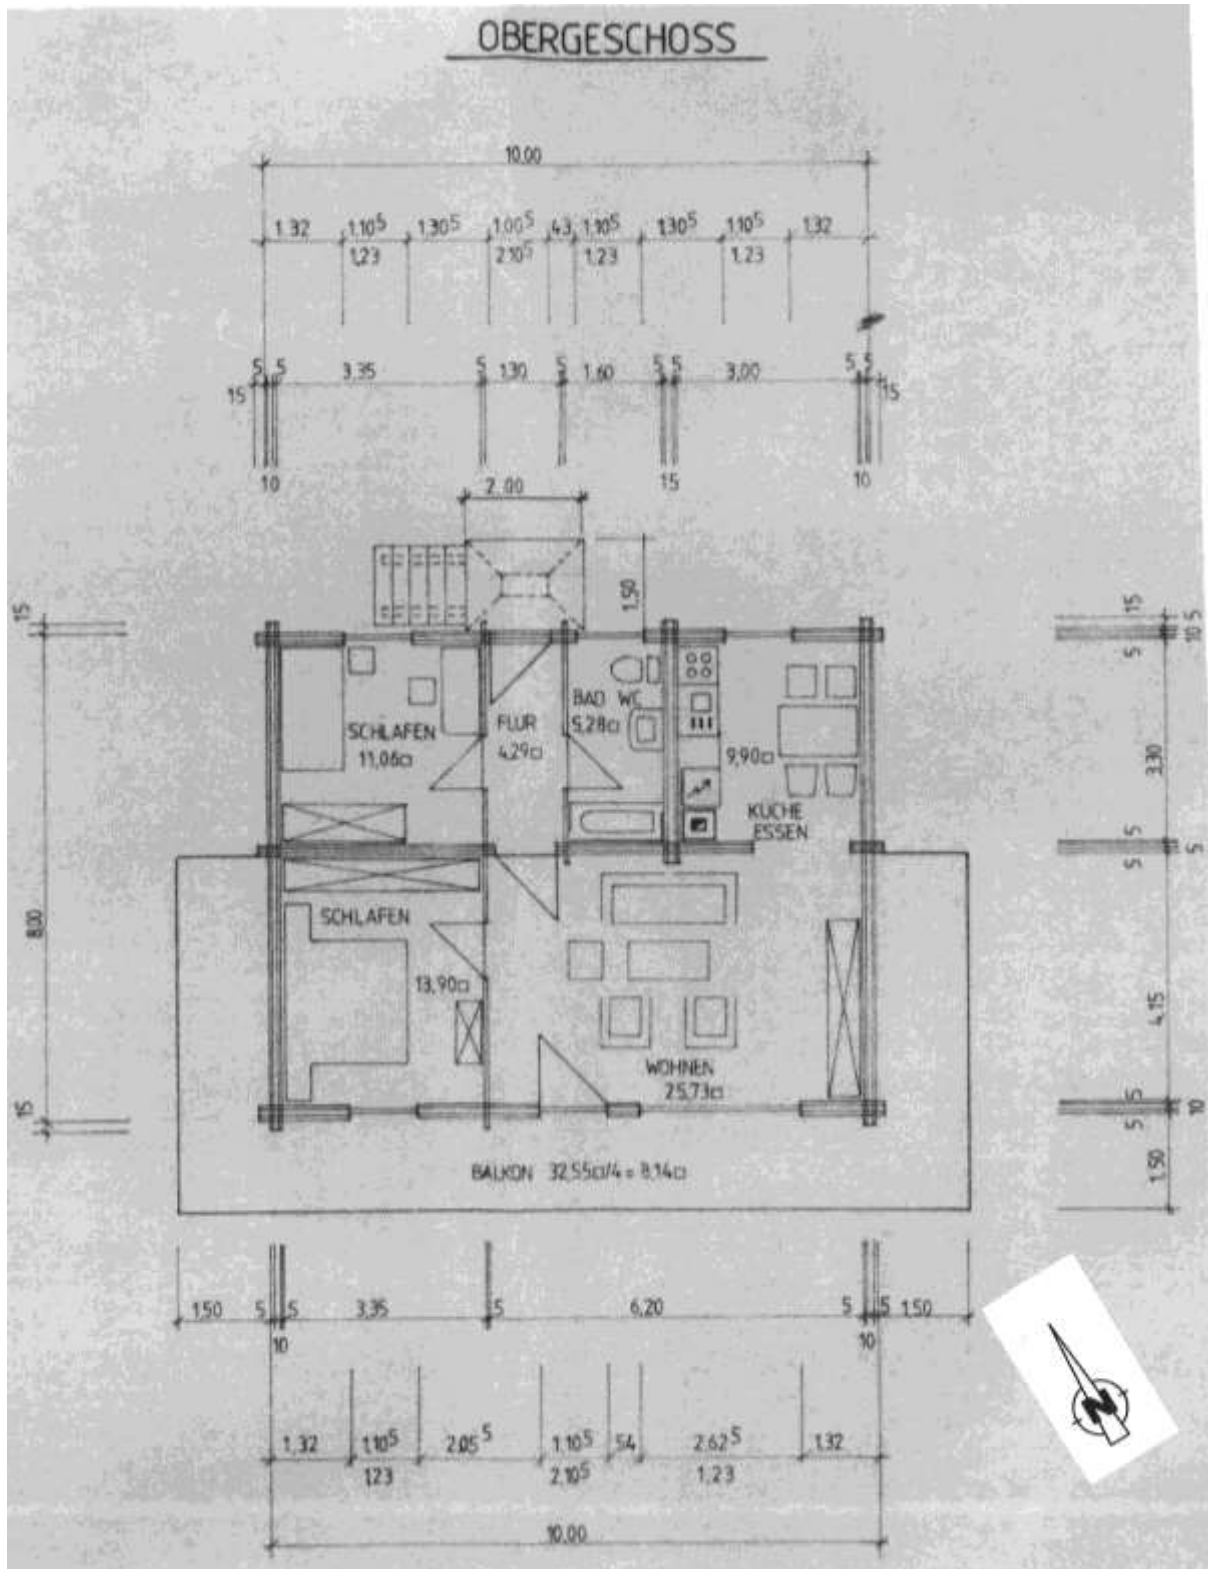 OBERGESCHOSS
10.00
1.32 1.10⁵ 1.30⁵ 1.00⁵ 43 1.10⁵ 1.30⁵ 1.10⁵ 1.32
1,23 2.10⁵ 1.23 1.23
5 5 3.35 5 1.30 5 1.60 5 5 3,00 5 5
15 15
10 15 10
2.00
1,50
15
15 5
10
5
BAD WC
5,28□
SCHLAFEN
11,06□
FLUR
4,29□
9,90□
KÜCHE
ESSEN
3.30
5 5
5
SCHLAFEN
13,90□
8.00
4.15
WOHNEN
25,73□
15
5 5
10
BALKON 32,55□/4 = 8,14□
1.50
1,50 5 5 3,35 5 6,20 5 5 1.50
10 10
N
1,32 1,10⁵ 2.05⁵ 1.10⁵ 54 2.62⁵ 1.32
1.23 2.10⁵ 1.23
10.00